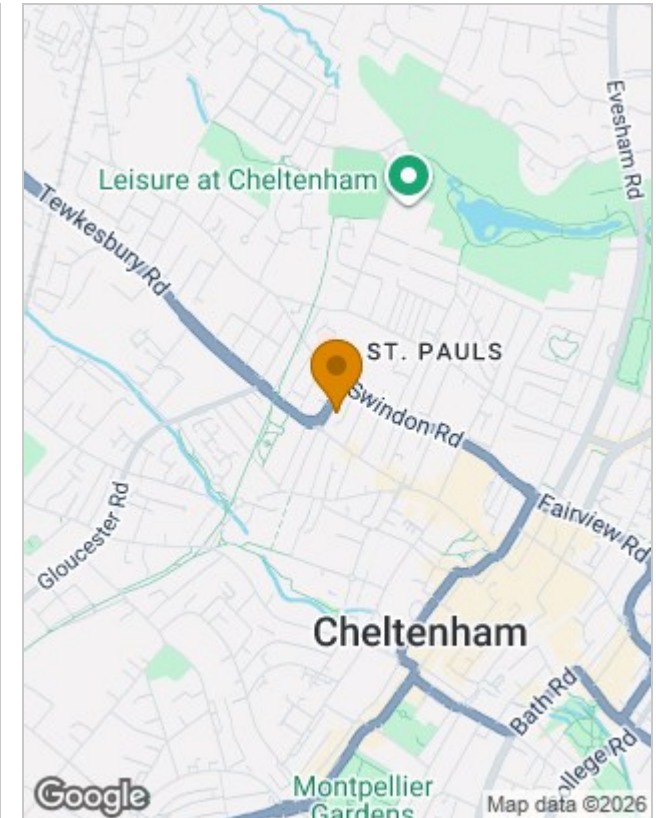 Evesham Rd
Leisure at Cheltenham
Tewkesbury Rd
ST. PAULS
Swindon Rd
Gloucester Rd
Fairview Rd
Cheltenham
Bath Rd
ollege Rd
Montpellier
Gardens
Google
Map data ©2026